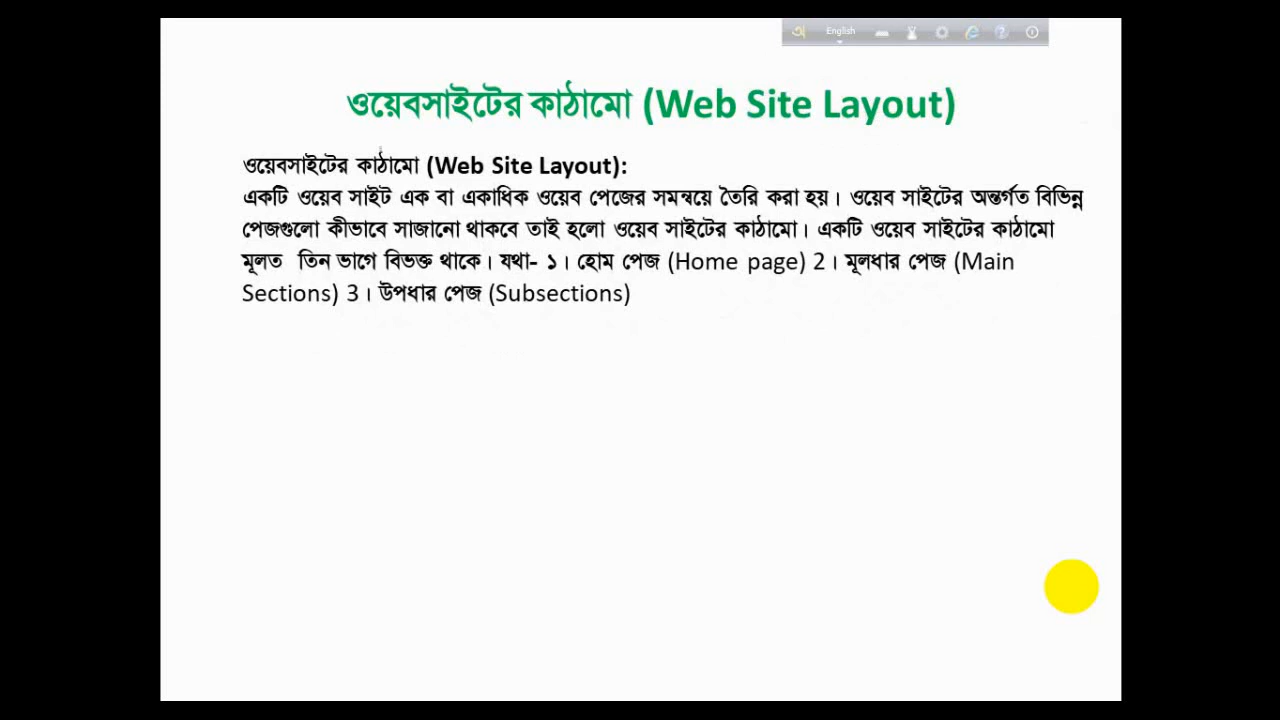 English
ওয়েবসাইটের কাঠামো (Web Site Layout)
ওয়েবসাইটের কাঠামো (Web Site Layout):
একটি ওয়েব সাইট এক বা একাধিক ওয়েব পেজের সমন্বয়ে তৈরি করা হয়। ওয়েব সাইটের অন্তর্গত বিভিন্ন
পেজগুলো কীভাবে সাজানো থাকবে তাই হলো ওয়েব সাইটের কাঠামো। একটি ওয়েব সাইটের কাঠামো
মূলত তিন ভাগে বিভক্ত থাকে। যথা- ১। হোম পেজ (Home page) 2। মূলধার পেজ (Main
Sections) 3। উপধার পেজ (Subsections)